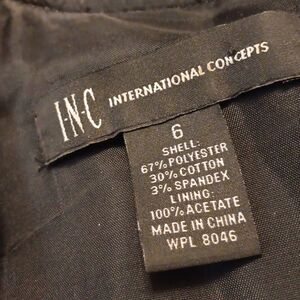 I·N·C INTERNATIONAL CONCEPTS
6
SHELL:
67% POLYESTER
30% COTTON
3% SPANDEX
LINING:
100% ACETATE
MADE IN CHINA
WPL 8046